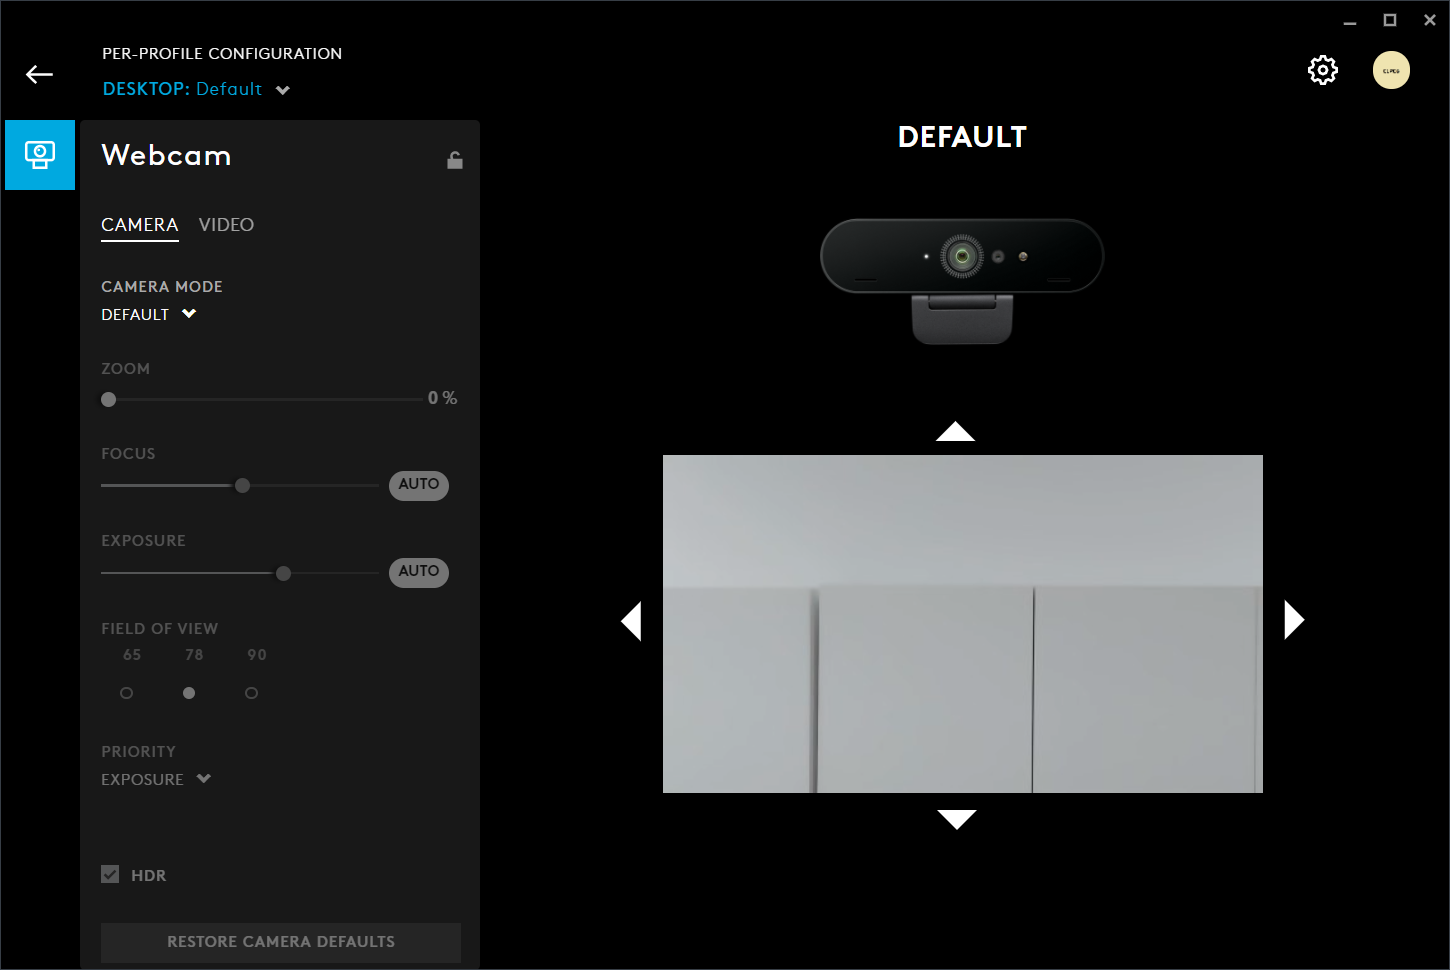 PER-PROFILE CONFIGURATION
DESKTOP: Default
Webcam
CAMERA VIDEO
CAMERA MODE
DEFAULT
ZOOM
0 %
FOCUS
AUTO
EXPOSURE
AUTO
FIELD OF VIEW
65 78 90
PRIORITY
EXPOSURE
HDR
RESTORE CAMERA DEFAULTS
DEFAULT